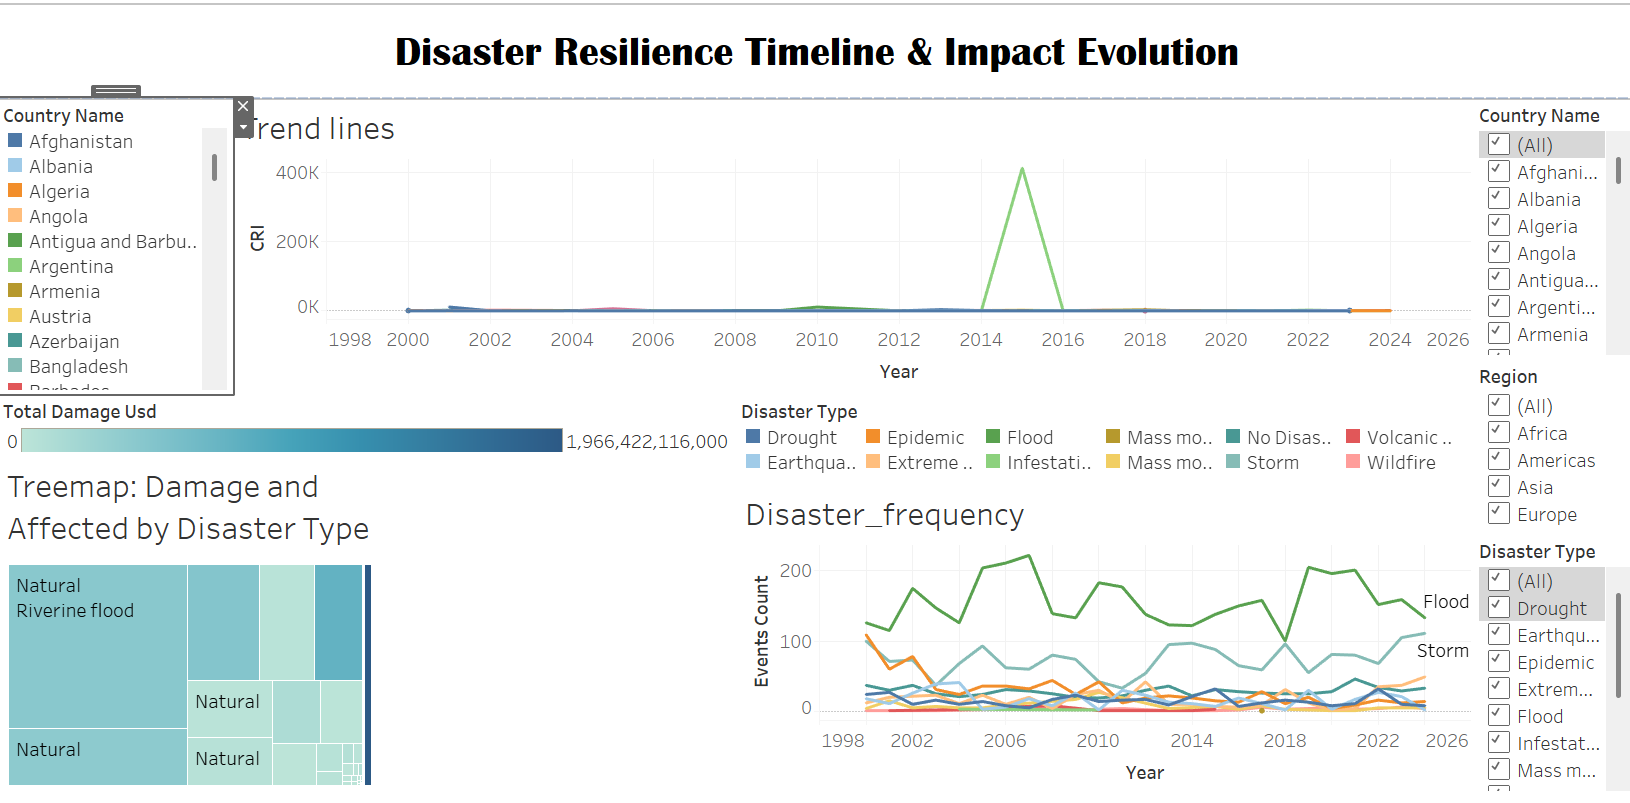 Disaster Resilience Timeline & Impact Evolution
Country Name
Afghanistan
Albania
Algeria
Angola
Antigua and Barbu..
Argentina
Armenia
Austria
Azerbaijan
Bangladesh
Barbados
Trend lines
400K
200K
0K
CRI
1998 2000 2002 2004 2006 2008 2010 2012 2014 2016 2018 2020 2022 2024 2026
Year
Country Name
(All)
Afghani...
Albania
Algeria
Angola
Antigua...
Argenti...
Armenia
Region
(All)
Africa
Americas
Asia
Europe
Total Damage Usd
0 1,966,422,116,000
Disaster Type
Drought Epidemic Flood Mass mo.. No Disas.. Volcanic ..
Earthqua.. Extreme .. Infestati.. Mass mo.. Storm Wildfire
Treemap: Damage and
Affected by Disaster Type
Natural
Riverine flood
Natural
Natural
Natural
Disaster_frequency
200
100
0
Events Count
Flood
Storm
1998 2002 2006 2010 2014 2018 2022 2026
Year
Disaster Type
(All)
Drought
Earthqu...
Epidemic
Extrem...
Flood
Infestat...
Mass m...